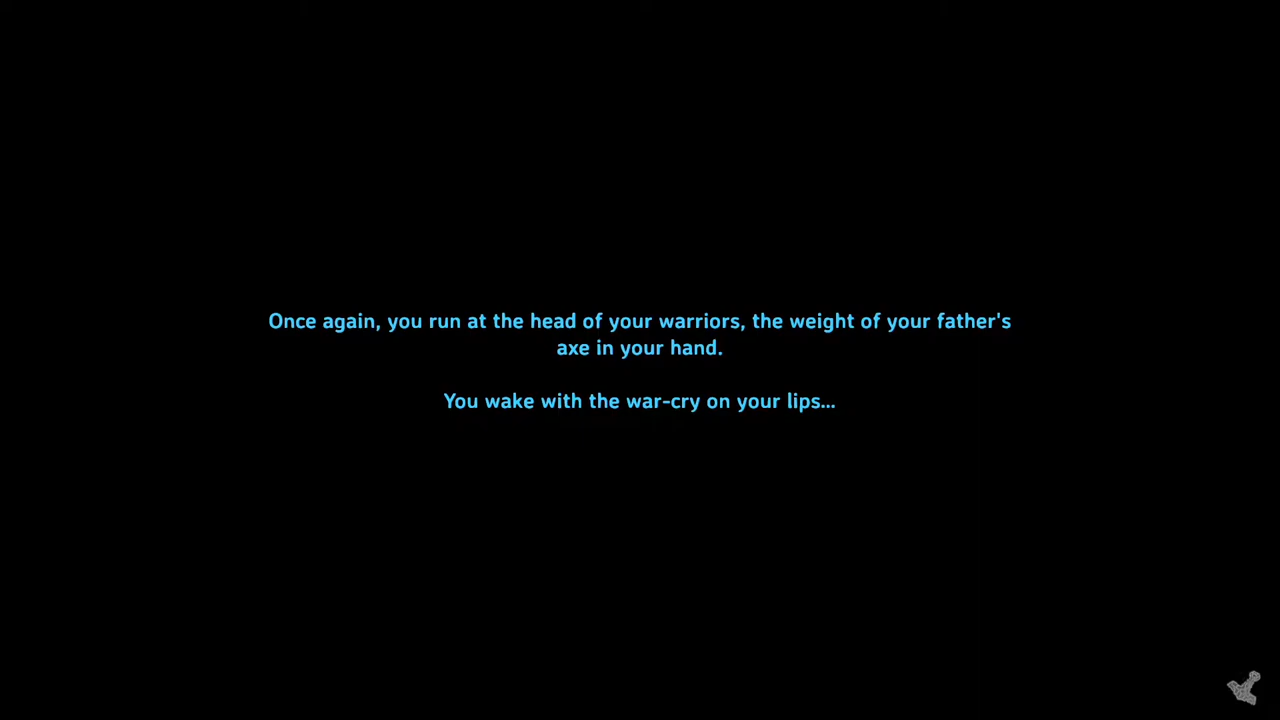 Once again, you run at the head of your warriors, the weight of your father's
axe in your hand.
You wake with the war-cry on your lips...